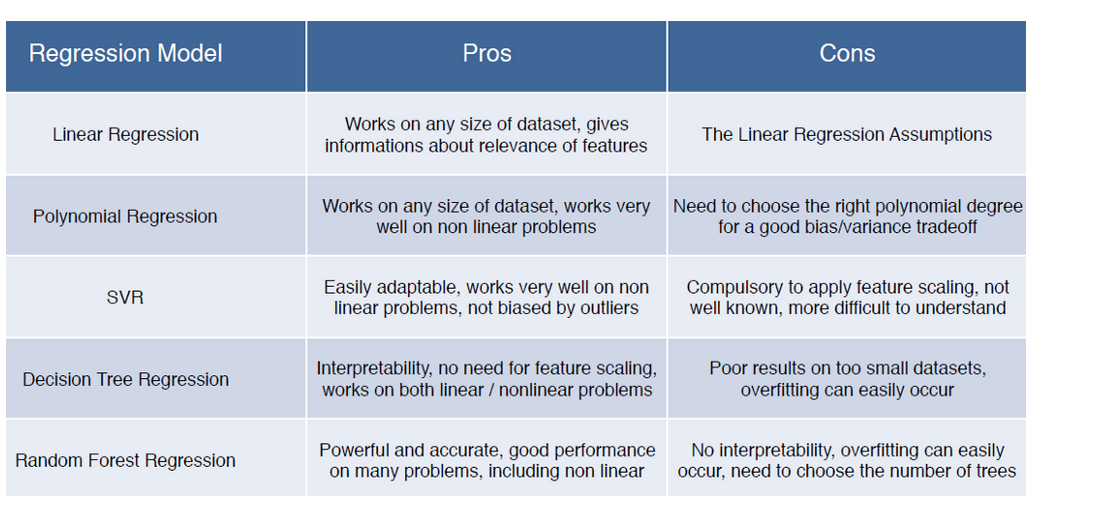 Regression Model
Pros
Cons
Linear Regression
Works on any size of dataset, gives
informations about relevance of features
The Linear Regression Assumptions
Polynomial Regression
Works on any size of dataset, works very
well on non linear problems
Need to choose the right polynomial degree
for a good bias/variance tradeoff
SVR
Easily adaptable, works very well on non
linear problems, not biased by outliers
Compulsory to apply feature scaling, not
well known, more difficult to understand
Decision Tree Regression
Interpretability, no need for feature scaling,
works on both linear / nonlinear problems
Poor results on too small datasets,
overfitting can easily occur
Random Forest Regression
Powerful and accurate, good performance
on many problems, including non linear
No interpretability, overfitting can easily
occur, need to choose the number of trees